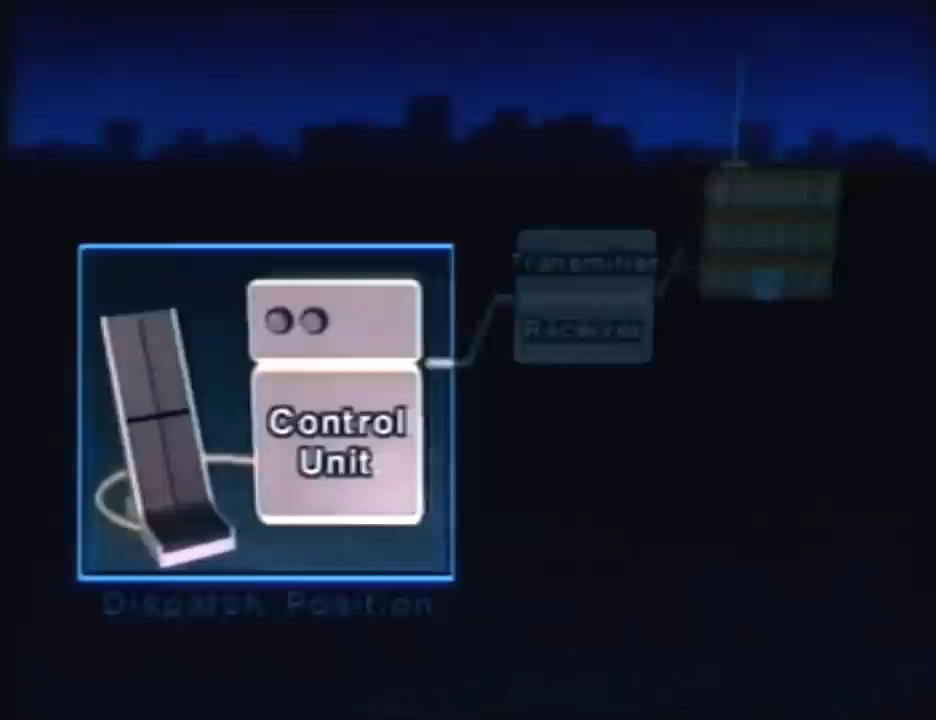 Transmitter
Receiver
Control
Unit
Dispatch Position